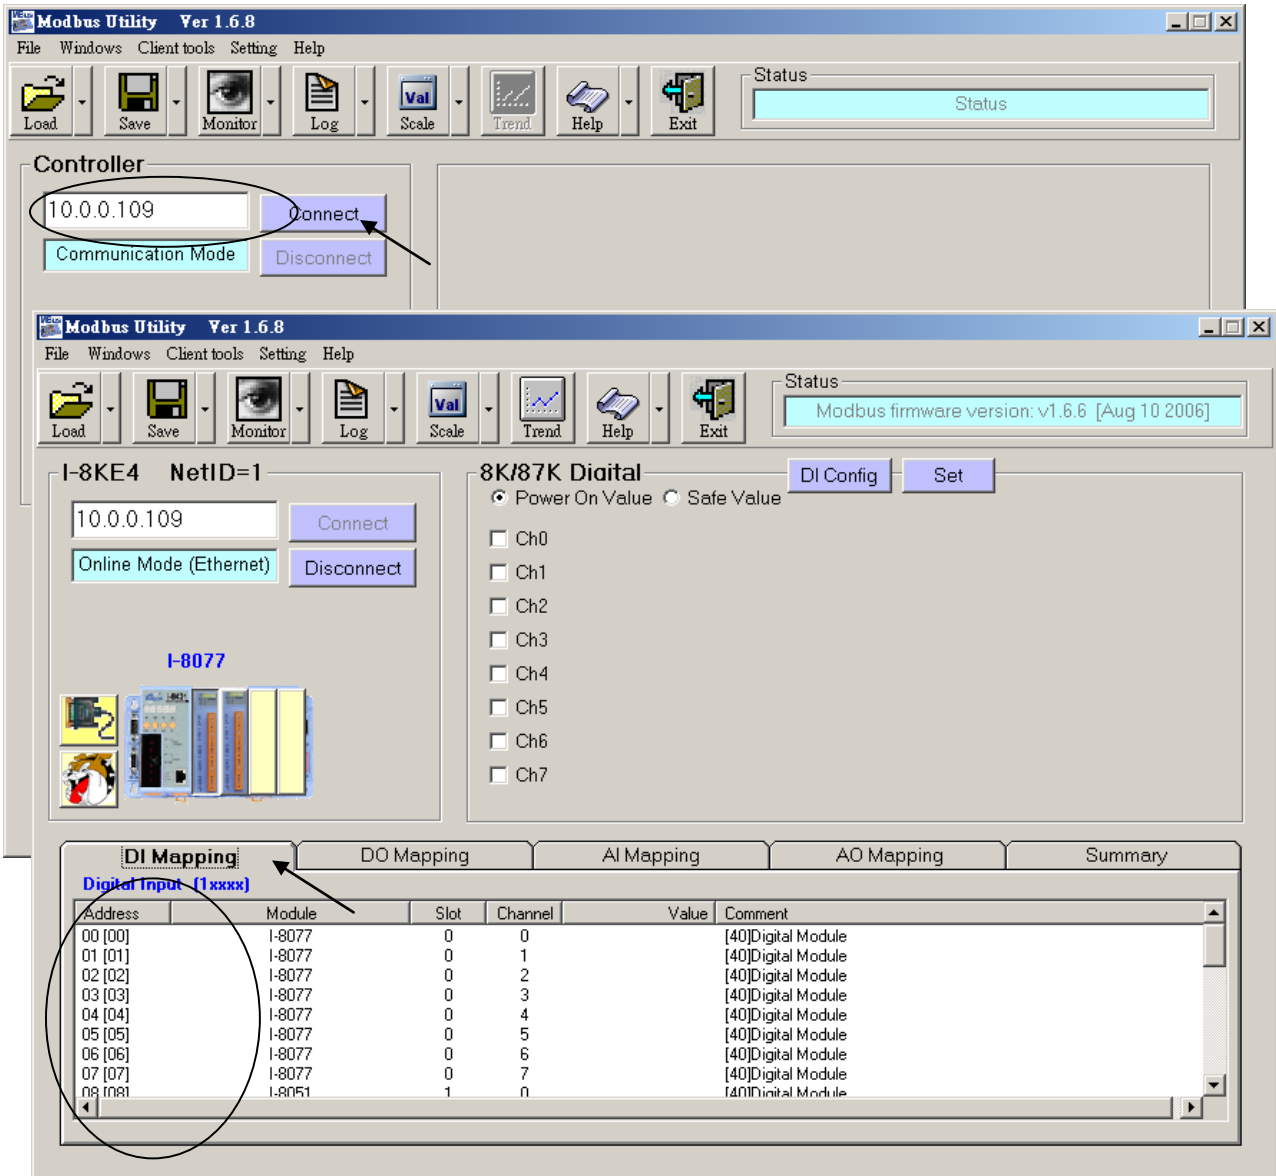 Modbus Utility Ver 1.6.8
File Windows Client tools Setting Help
Load Save Monitor Log Val Scale Trend Help Exit
Status
Status
Controller
10.0.0.109 Connect
Communication Mode Disconnect
Modbus Utility Ver 1.6.8
File Windows Client tools Setting Help
Load Save Monitor Log Val Scale Trend Help Exit
Status
Modbus firmware version: v1.6.6 [Aug 10 2006]
I-8KE4 NetID=1
10.0.0.109 Connect
Online Mode (Ethernet) Disconnect
I-8077
8K/87K Digital DI Config Set
Power On Value Safe Value
Ch0
Ch1
Ch2
Ch3
Ch4
Ch5
Ch6
Ch7
DI Mapping DO Mapping AI Mapping AO Mapping Summary
Digital Input (1xxxx)
Address Module Slot Channel Value Comment
00 [00] I-8077 0 0 [40]Digital Module
01 [01] I-8077 0 1 [40]Digital Module
02 [02] I-8077 0 2 [40]Digital Module
03 [03] I-8077 0 3 [40]Digital Module
04 [04] I-8077 0 4 [40]Digital Module
05 [05] I-8077 0 5 [40]Digital Module
06 [06] I-8077 0 6 [40]Digital Module
07 [07] I-8077 0 7 [40]Digital Module
08 [08] I-8051 1 0 [40]Digital Module